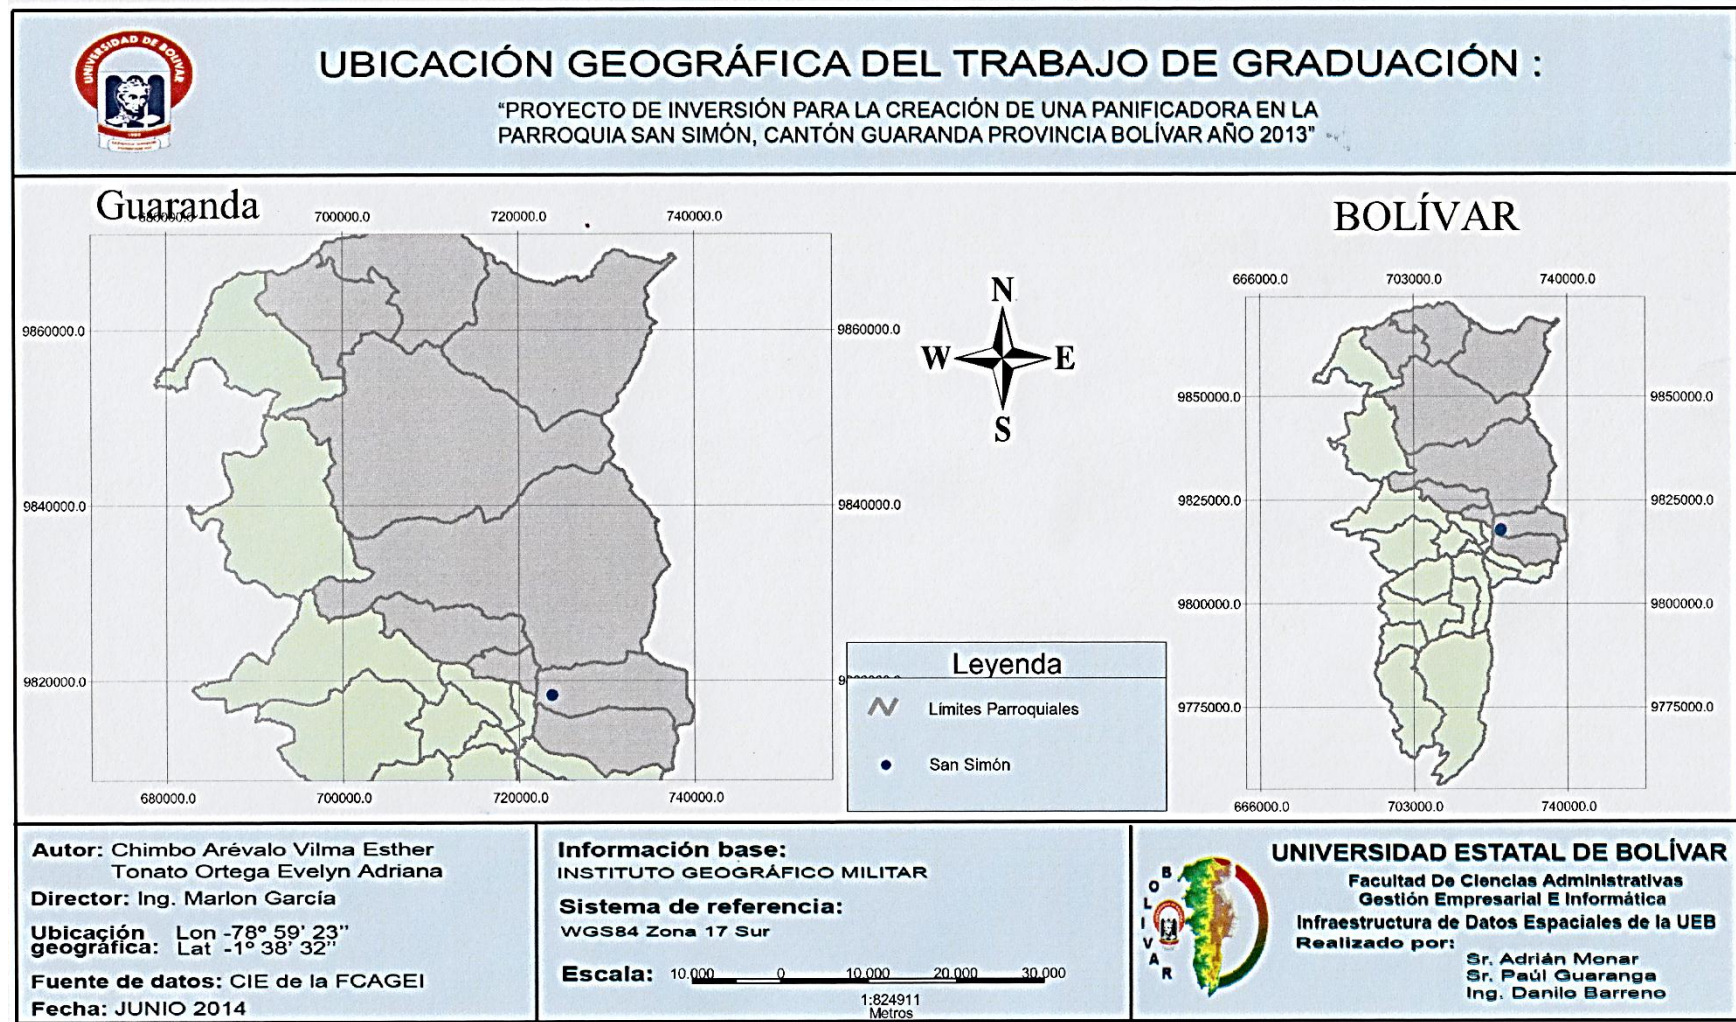 UNIVERSIDAD DE BOLIVAR
UBICACIÓN GEOGRÁFICA DEL TRABAJO DE GRADUACIÓN :
“PROYECTO DE INVERSIÓN PARA LA CREACIÓN DE UNA PANIFICADORA EN LA
PARROQUIA SAN SIMÓN, CANTÓN GUARANDA PROVINCIA BOLÍVAR AÑO 2013”
Guaranda
680000.0 700000.0 720000.0 740000.0
9860000.0 9860000.0
9840000.0 9840000.0
9820000.0
680000.0 700000.0 720000.0 740000.0
N
W E
S
BOLÍVAR
666000.0 703000.0 740000.0
9850000.0 9850000.0
9825000.0 9825000.0
9800000.0 9800000.0
9775000.0 9775000.0
666000.0 703000.0 740000.0
Leyenda
Límites Parroquiales
San Simón
Autor: Chimbo Arévalo Vilma Esther
Tonato Ortega Evelyn Adriana
Director: Ing. Marlon García
Ubicación Lon -78º 59’ 23”
geográfica: Lat -1º 38’ 32”
Fuente de datos: CIE de la FCAGEI
Fecha: JUNIO 2014
Información base:
INSTITUTO GEOGRÁFICO MILITAR
Sistema de referencia:
WGS84 Zona 17 Sur
Escala: 10.000 0 10.000 20.000 30.000
1:824911
Metros
BOLIVAR
UNIVERSIDAD ESTATAL DE BOLÍVAR
Facultad De Ciencias Administrativas
Gestión Empresarial E Informática
Infraestructura de Datos Espaciales de la UEB
Realizado por:
Sr. Adrián Monar
Sr. Paúl Guaranga
Ing. Danilo Barreno